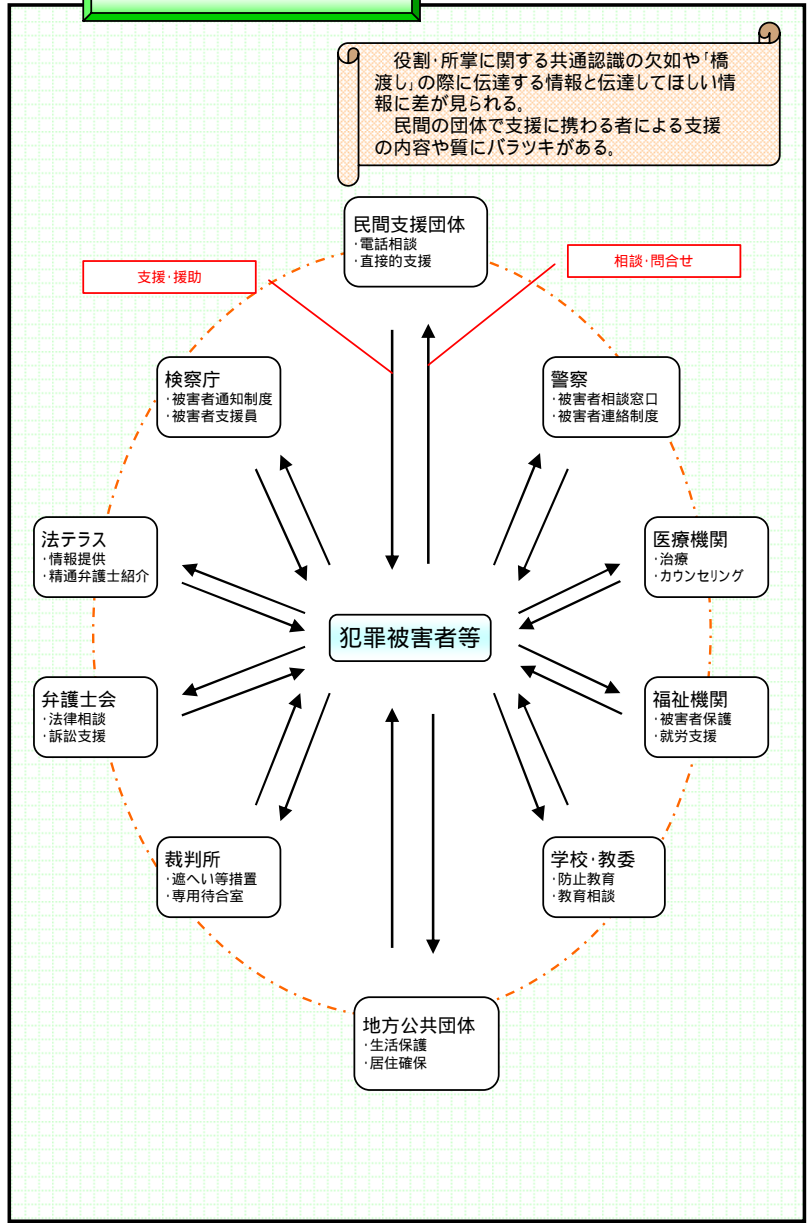 役割・所掌に関する共通認識の欠如や「橋
渡し」の際に伝達する情報と伝達してほしい情
報に差が見られる。
民間の団体で支援に携わる者による支援
の内容や質にバラツキがある。
民間支援団体
・電話相談
・直接的支援
支援・援助
相談・問合せ
検察庁
・被害者通知制度
・被害者支援員
警察
・被害者相談窓口
・被害者連絡制度
法テラス
・情報提供
・精通弁護士紹介
医療機関
・治療
・カウンセリング
犯罪被害者等
弁護士会
・法律相談
・訴訟支援
福祉機関
・被害者保護
・就労支援
裁判所
・遮へい等措置
・専用待合室
学校・教委
・防止教育
・教育相談
地方公共団体
・生活保護
・居住確保